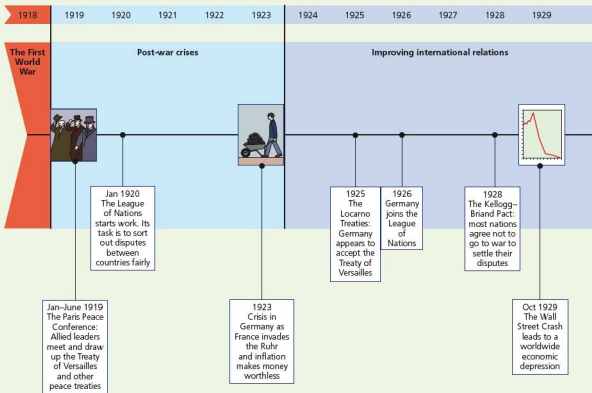 1918 1919 1920 1921 1922 1923 1924 1925 1926 1927 1928 1929
The First
World
War
Post-war crises
Improving international relations
Jan 1920
The League
of Nations
starts work. Its
task is to sort
out disputes
between
countries fairly
1925
The
Locarno
Treaties:
Germany
appears to
accept the
Treaty of
Versailles
1926
Germany
joins the
League
of
Nations
1928
The Kellogg–
Briand Pact:
most nations
agree not to
go to war to
settle their
disputes
Jan–June 1919
The Paris Peace
Conference:
Allied leaders
meet and draw
up the Treaty
of Versailles
and other
peace treaties
1923
Crisis in
Germany as
France invades
the Ruhr
and inflation
makes money
worthless
Oct 1929
The Wall
Street Crash
leads to a
worldwide
economic
depression